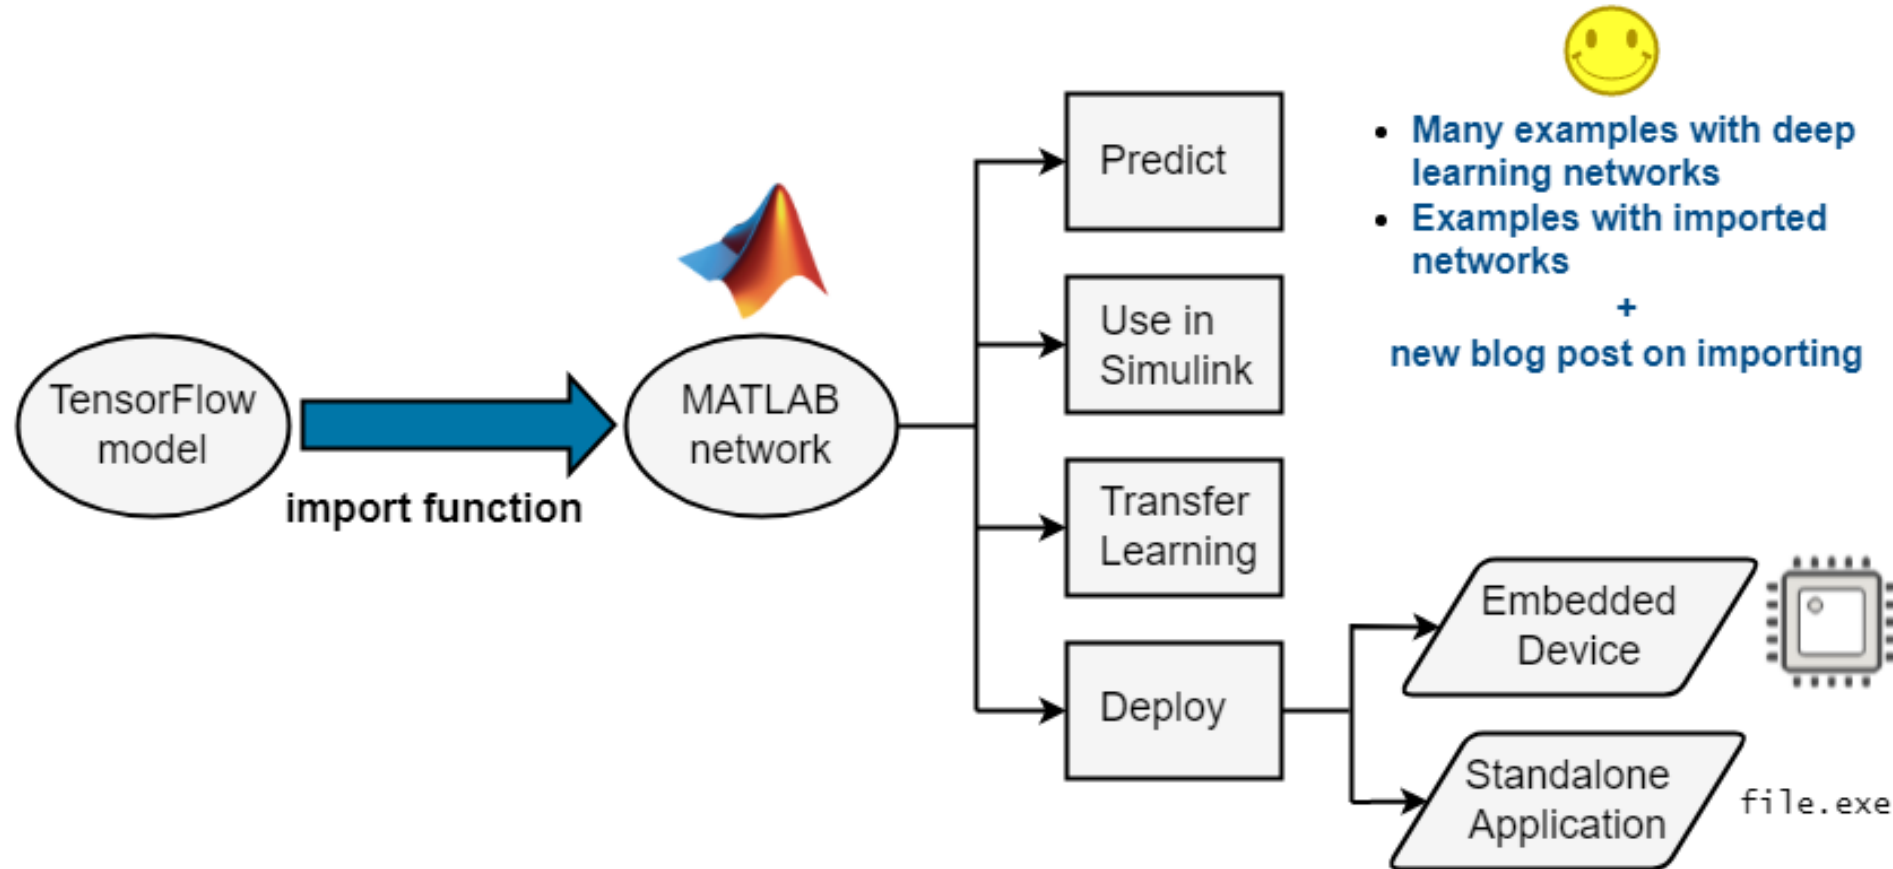 TensorFlow
model
import function
MATLAB
network
Predict
Use in
Simulink
Transfer
Learning
Deploy
Embedded
Device
Standalone
Application
file.exe
• Many examples with deep
learning networks
• Examples with imported
networks
+
new blog post on importing